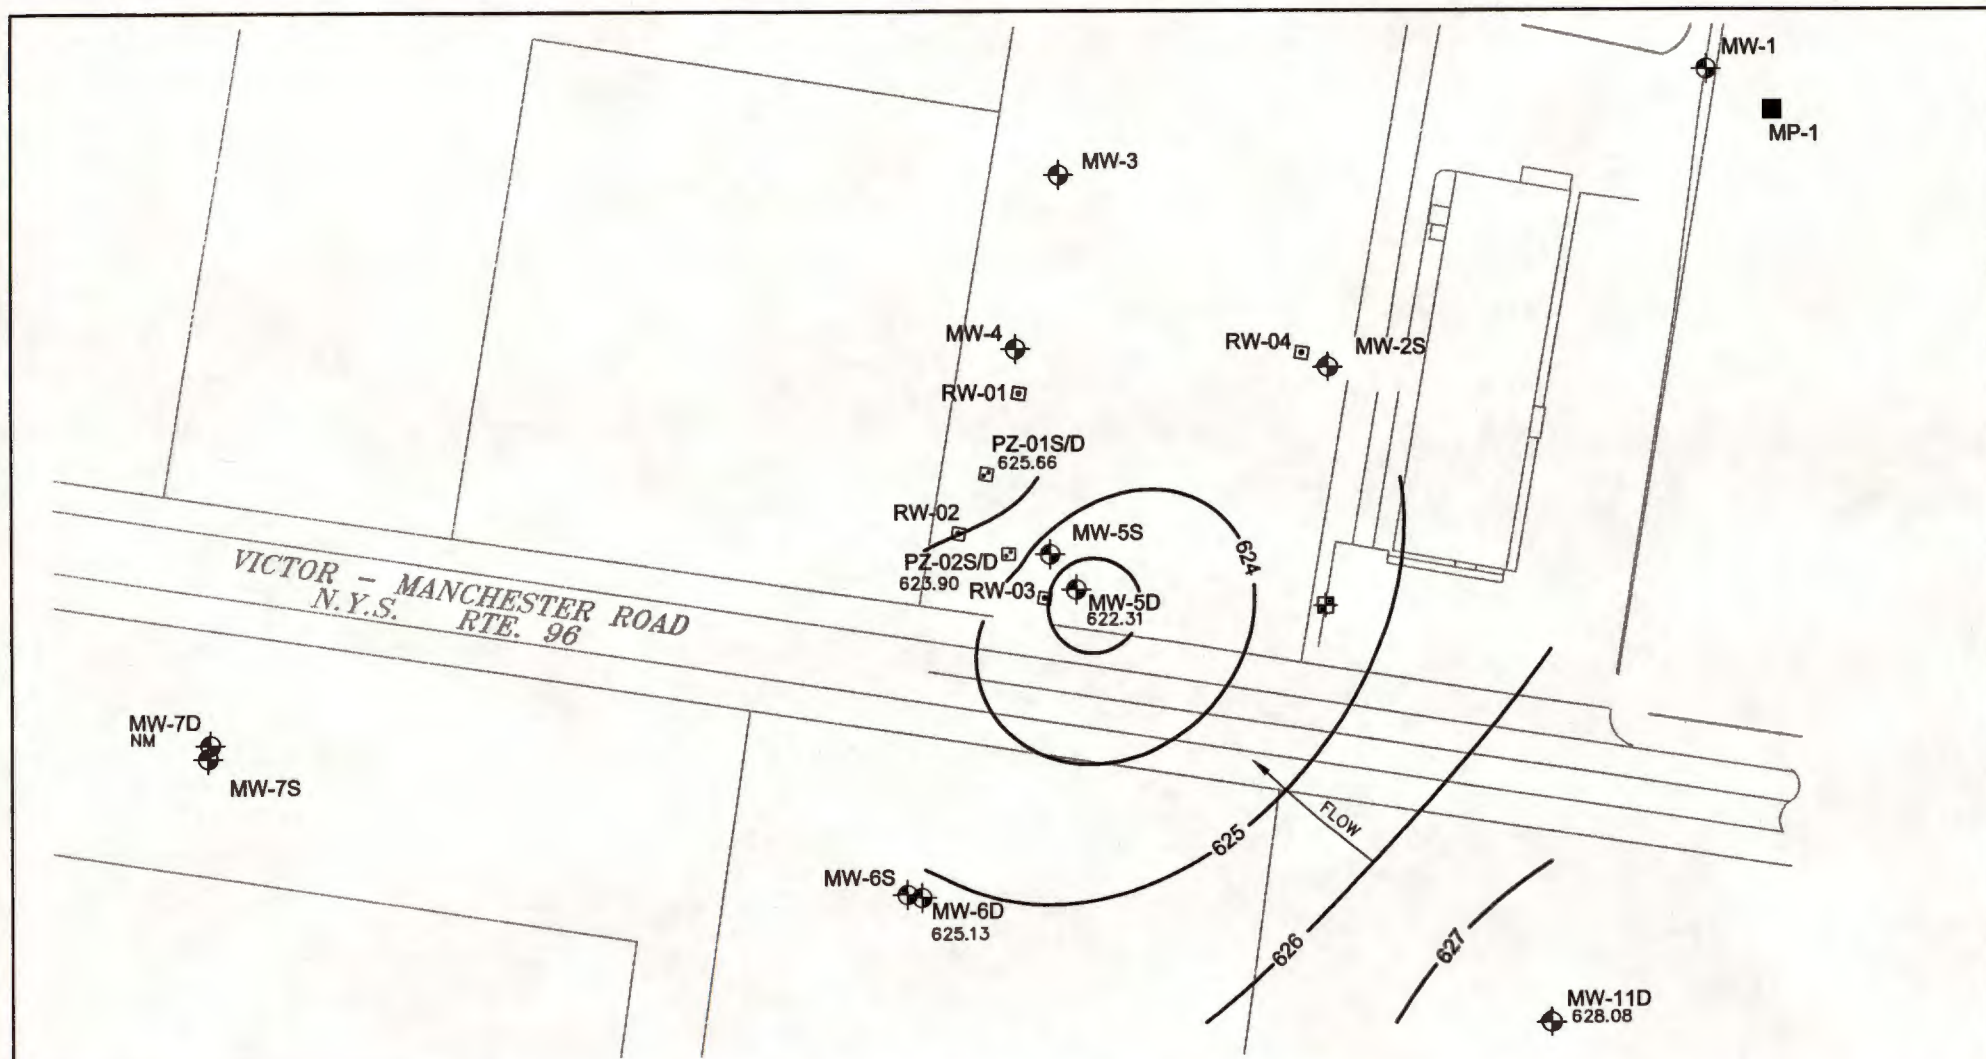 MW-1
MP-1
MW-3
MW-4
RW-04
MW-2S
RW-01
PZ-01S/D
625.66
RW-02
MW-5S
624
PZ-02S/D
623.90
RW-03
MW-5D
622.31
VICTOR - MANCHESTER ROAD
N.Y.S. RTE. 96
MW-7D
NM
MW-7S
FLOW
625
MW-6S
MW-6D
625.13
626
627
MW-11D
628.08